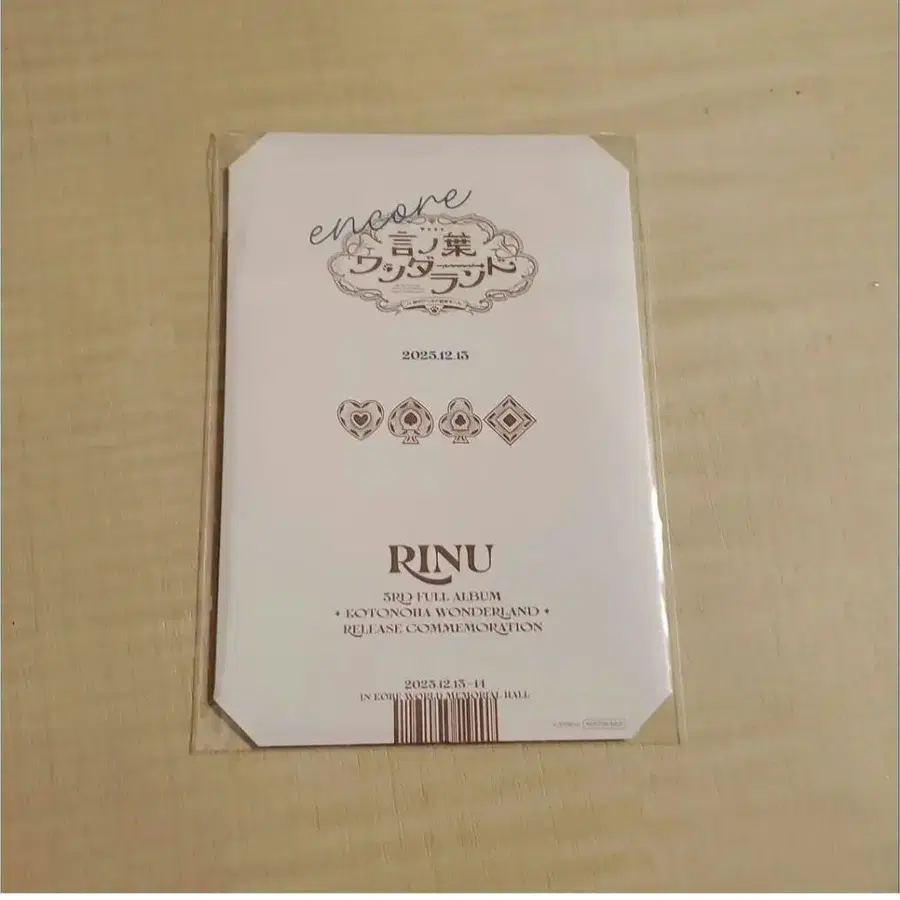 encore
言ノ葉
ワンダーランド
2025.12.13
RINU
3RD FULL ALBUM
✦ KOTONOHA WONDERLAND ✦
RELEASE COMMEMORATION
2025.12.13-14
IN KOBE WORLD MEMORIAL HALL